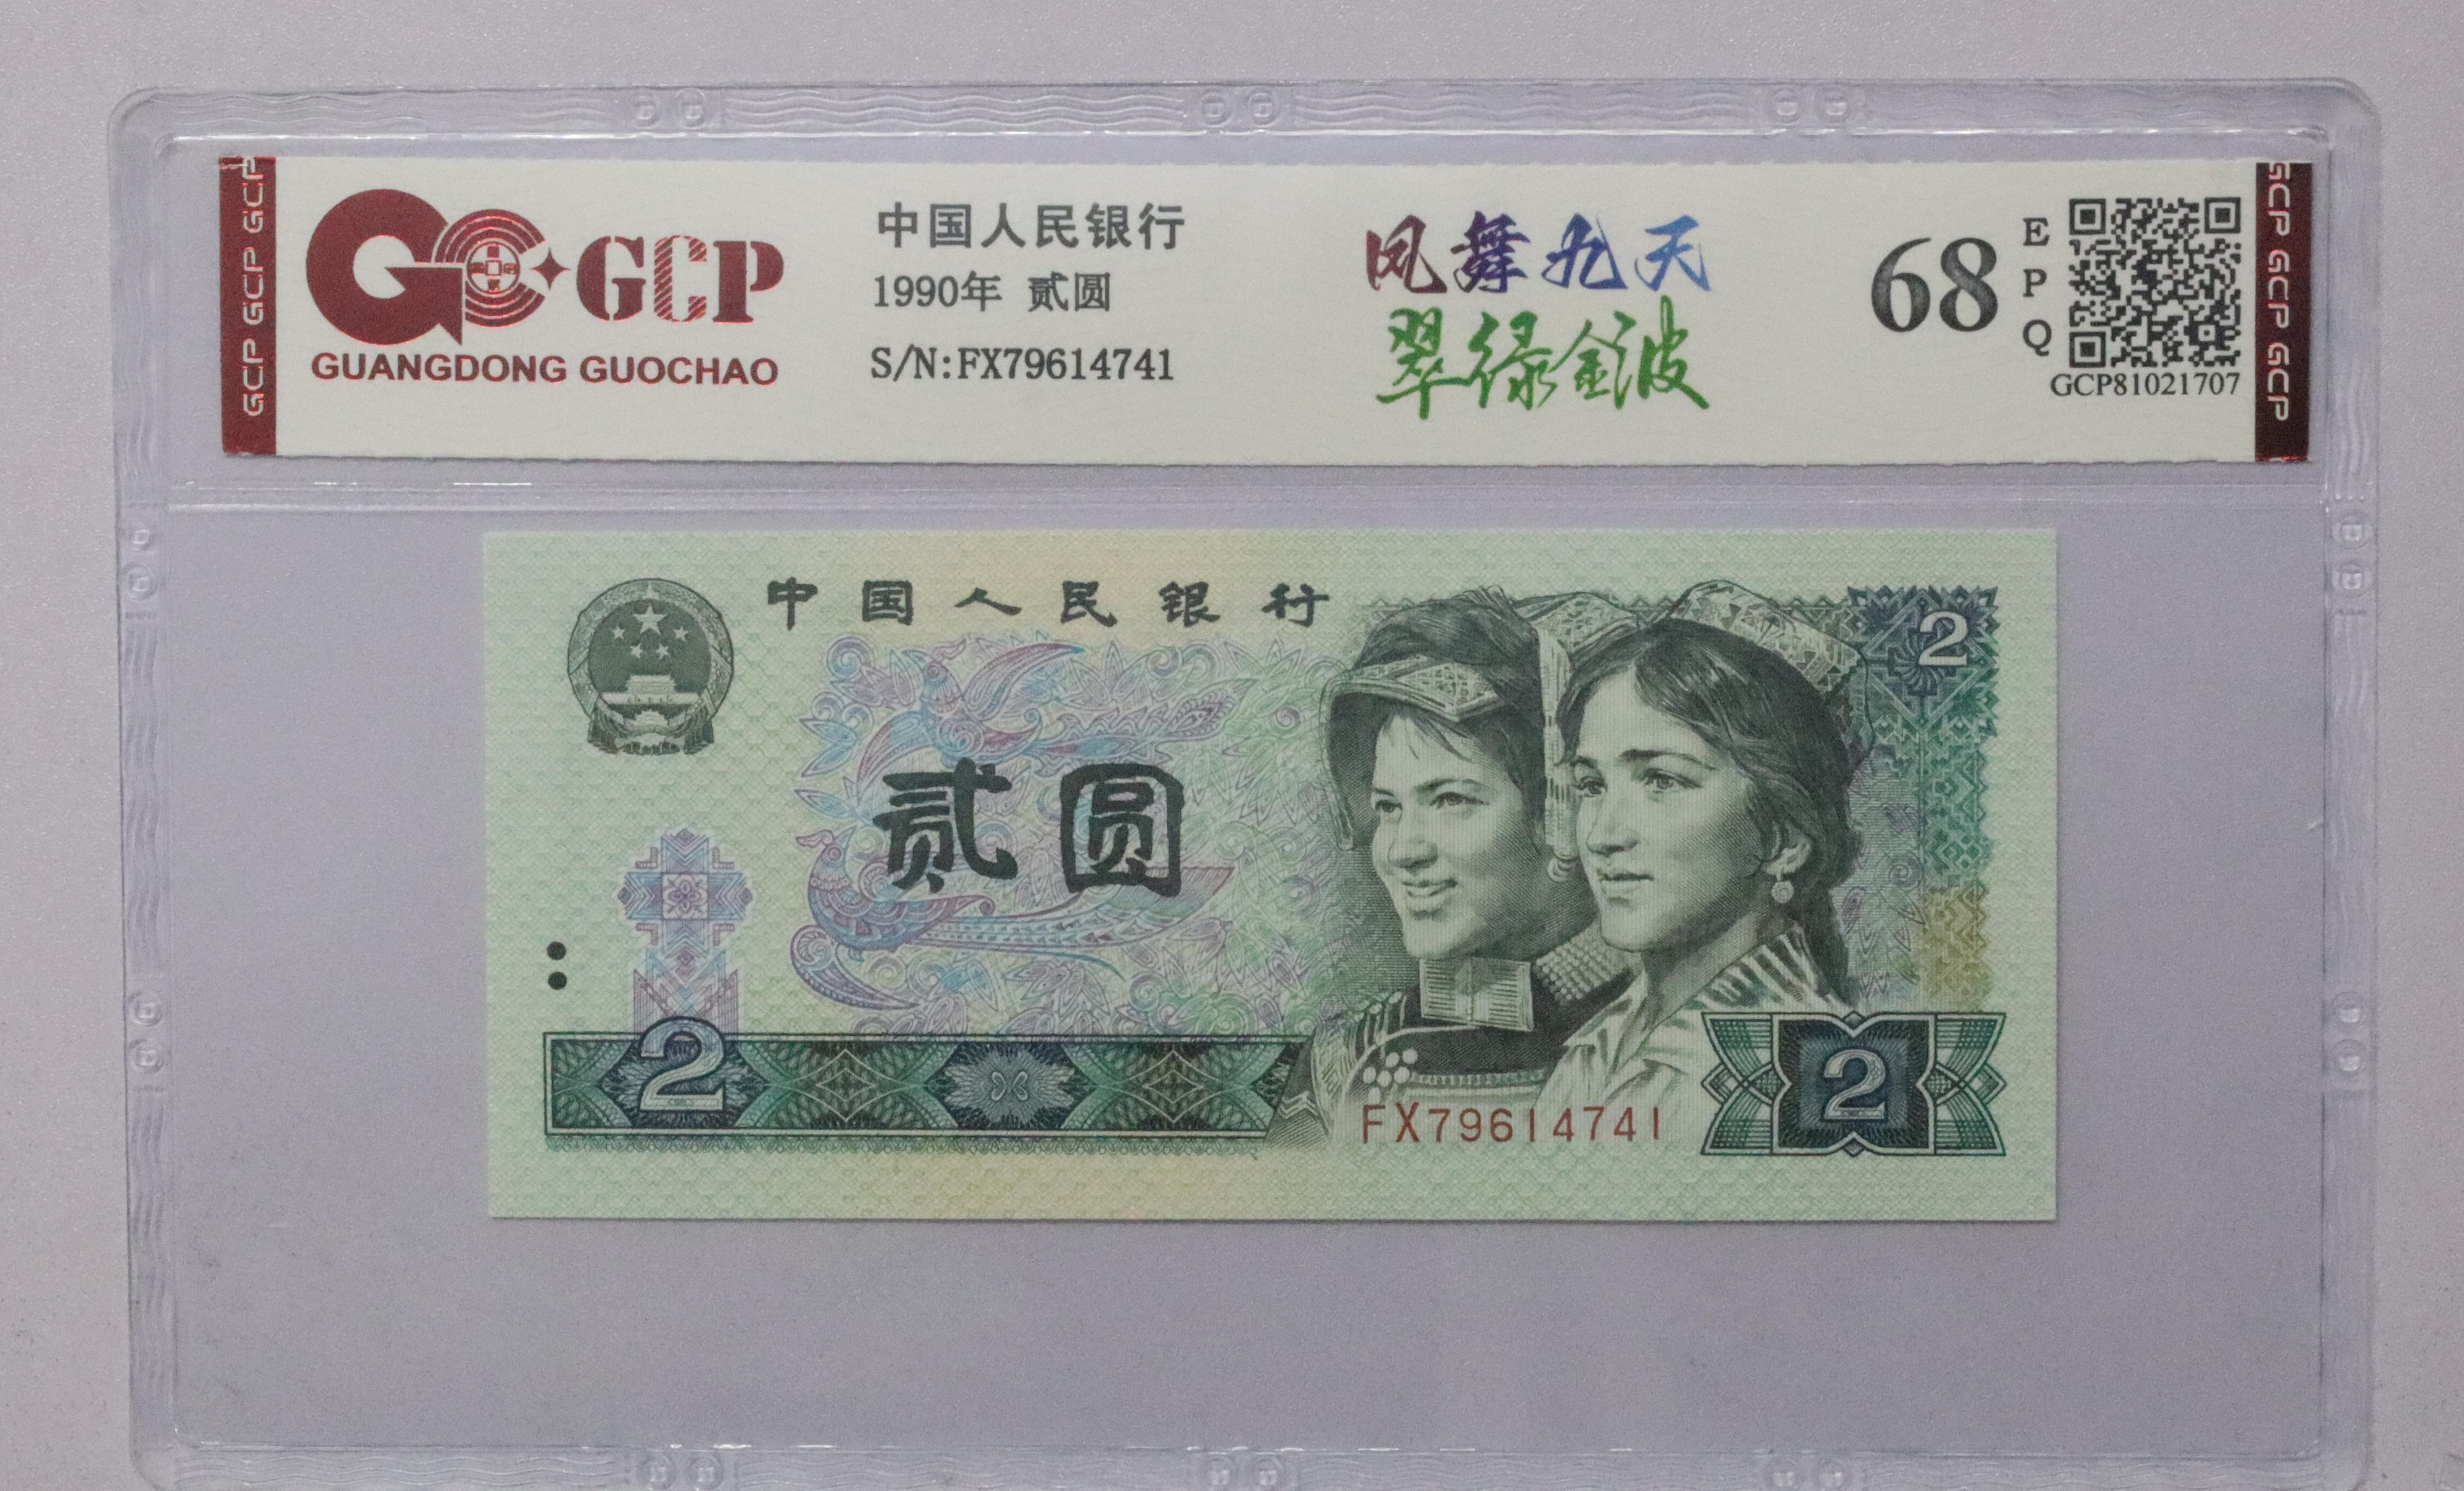 GCP GCP GCP
GCP
GUANGDONG GUOCHAO
中国人民银行
1990年 贰圆
S/N:FX79614741
凤舞九天
翠绿金波
68
EPQ
GCP81021707
GCP GCP GCP
中国人民银行
2
贰圆
2
FX79614741
2